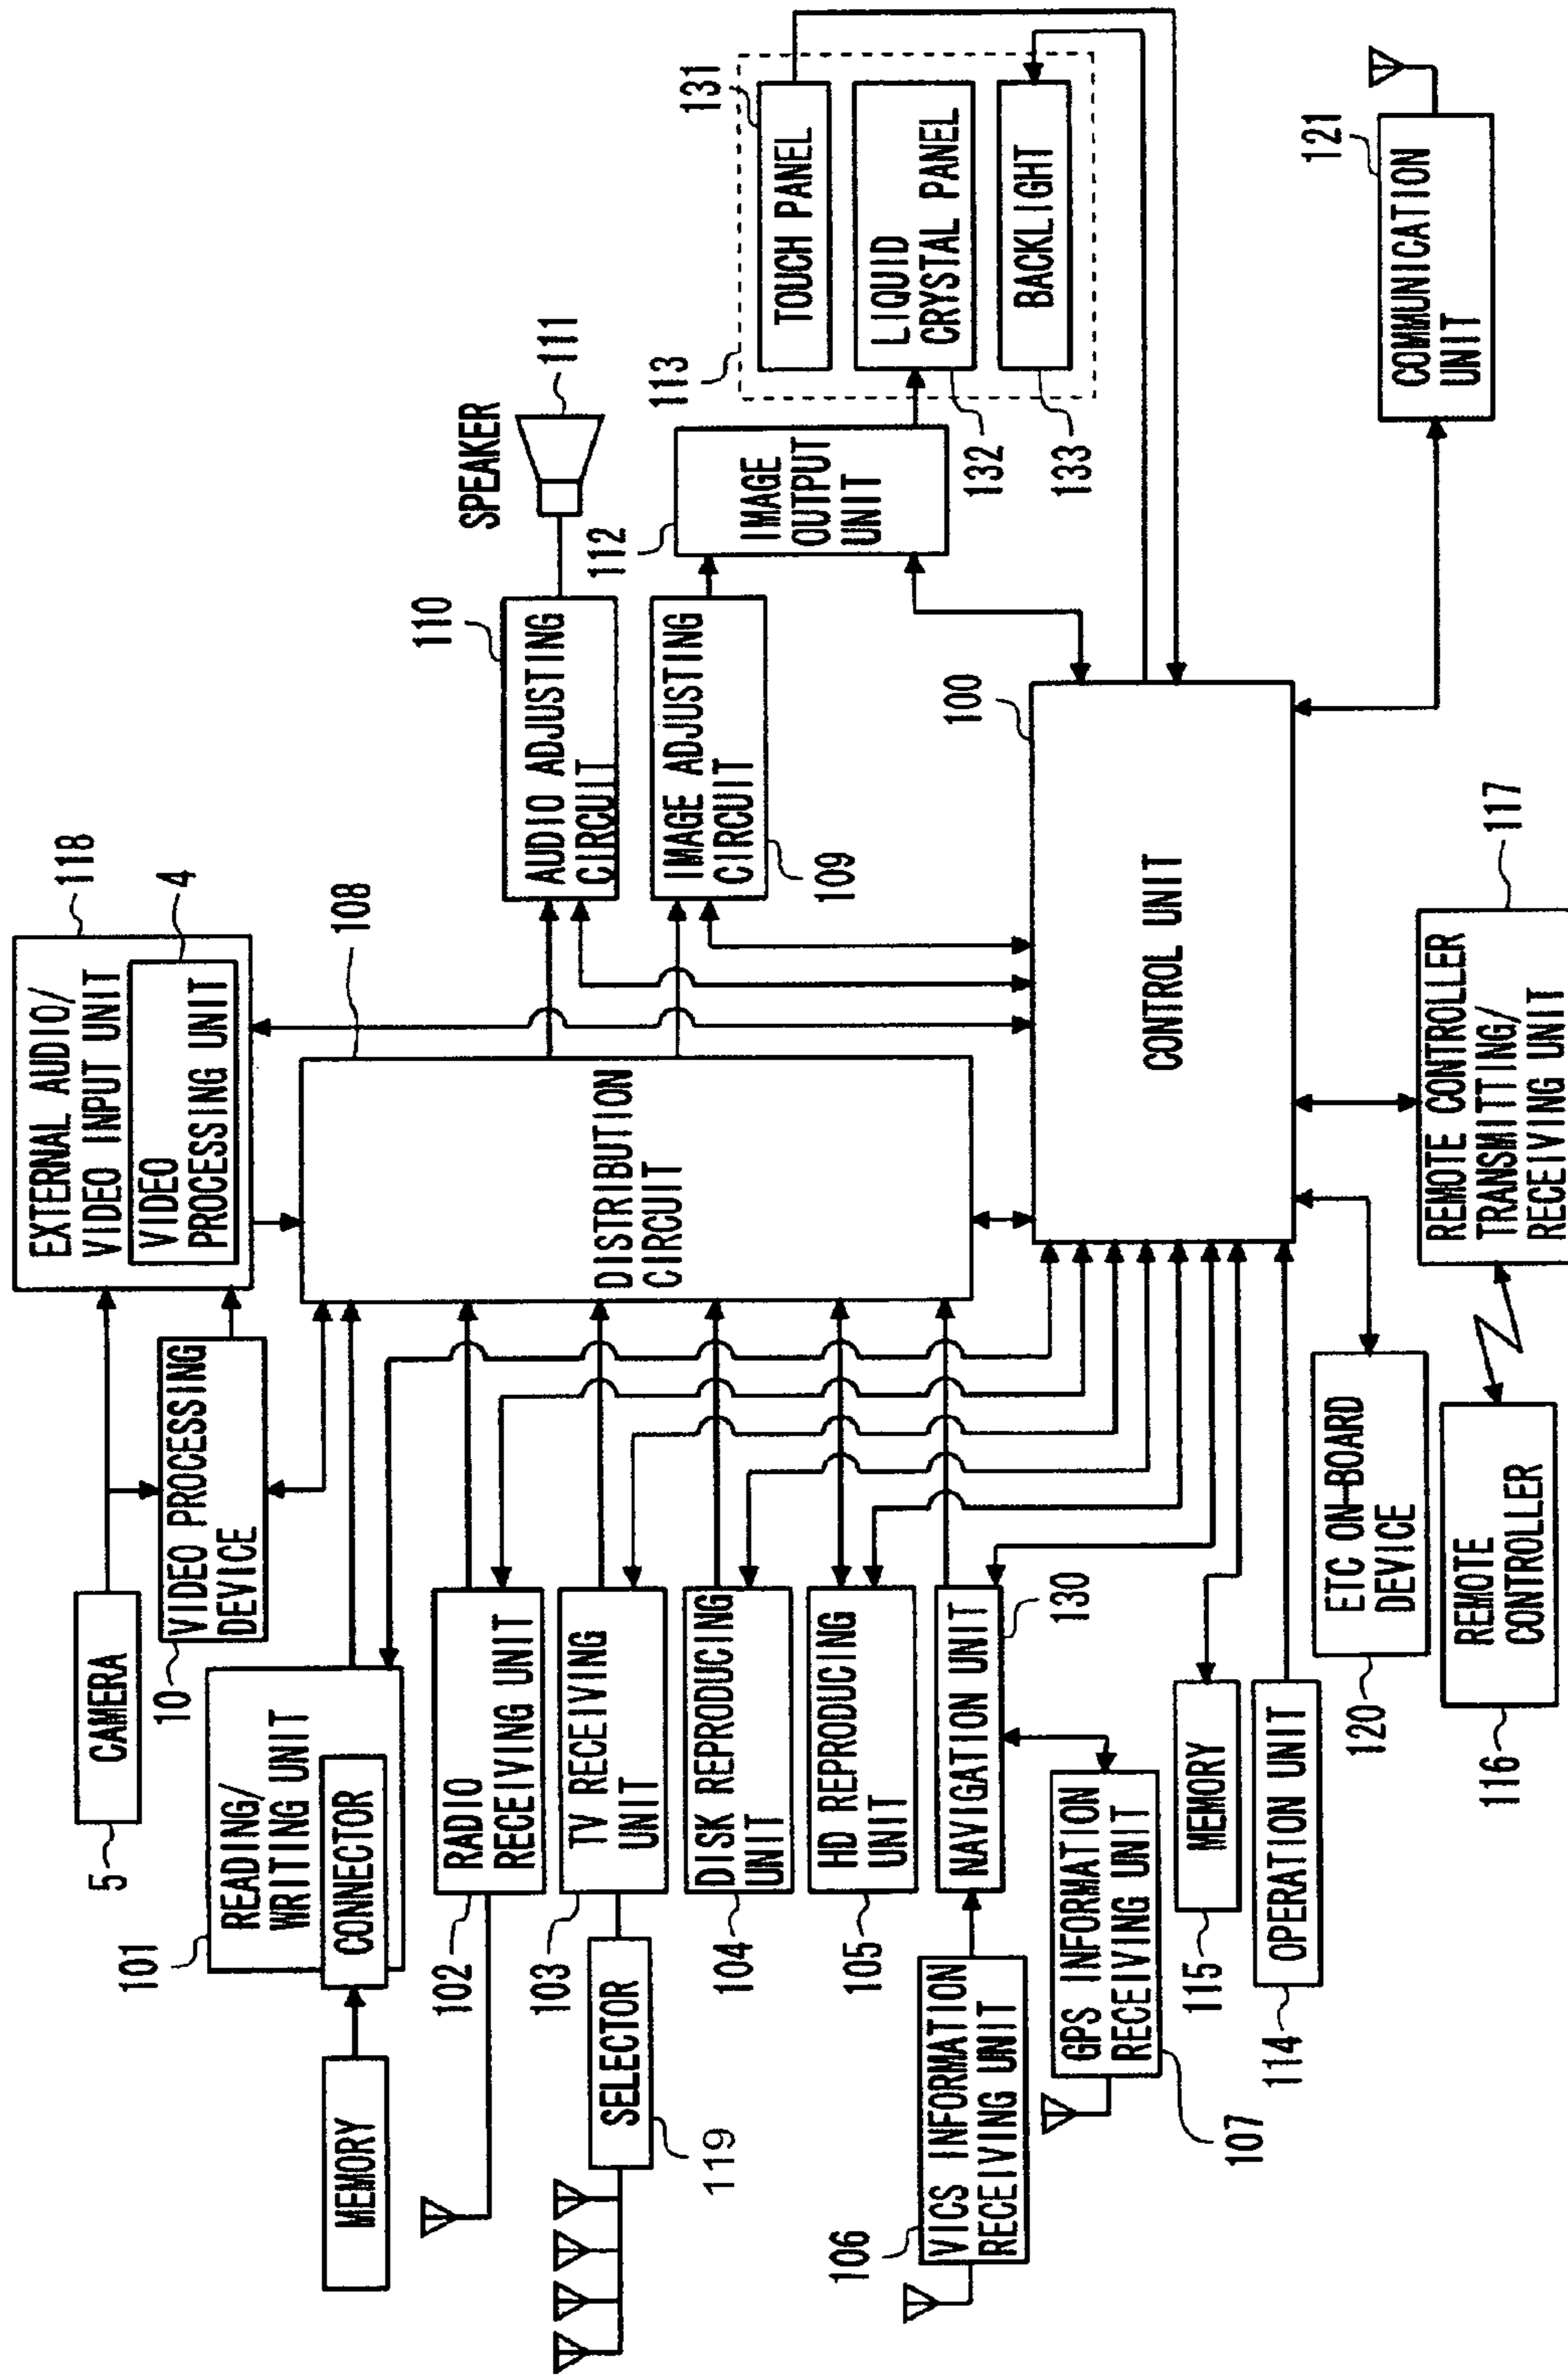 MEMORY
101
READING/
WRITING UNIT
CONNECTOR
5
CAMERA
10
VIDEO PROCESSING
DEVICE
EXTERNAL AUDIO/
VIDEO INPUT UNIT
118
VIDEO
PROCESSING UNIT
4
102
RADIO
RECEIVING UNIT
119
SELECTOR
103
TV RECEIVING
UNIT
104
DISK REPRODUCING
UNIT
105
HD REPRODUCING
UNIT
106
VICS INFORMATION
RECEIVING UNIT
NAVIGATION UNIT
130
107
GPS INFORMATION
RECEIVING UNIT
115
MEMORY
114
OPERATION UNIT
DISTRIBUTION
CIRCUIT
108
110
AUDIO ADJUSTING
CIRCUIT
SPEAKER
111
IMAGE ADJUSTING
CIRCUIT
109
112
IMAGE
OUTPUT
UNIT
113
TOUCH PANEL
131
LIQUID
CRYSTAL PANEL
132
BACKLIGHT
133
CONTROL UNIT
100
120
ETC ON-BOARD
DEVICE
116
REMOTE
CONTROLLER
REMOTE CONTROLLER
TRANSMITTING/
RECEIVING UNIT
117
COMMUNICATION
UNIT
121